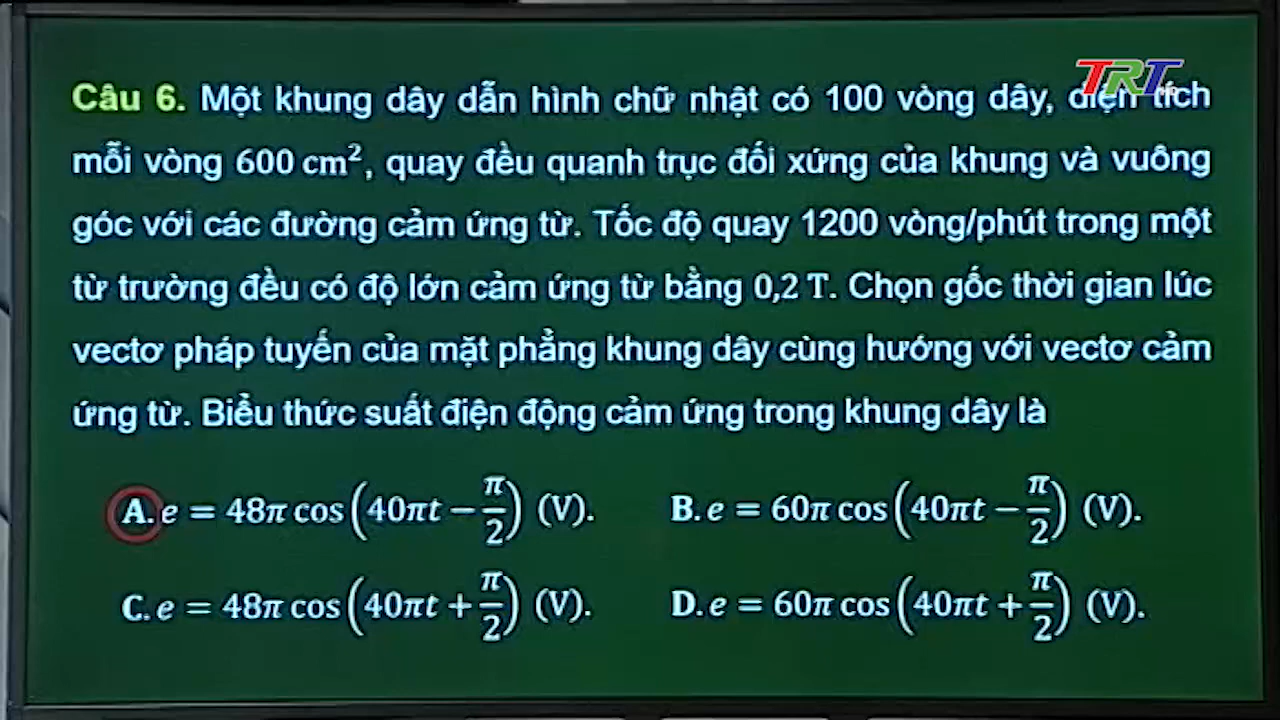 TRT
Câu 6. Một khung dây dẫn hình chữ nhật có 100 vòng dây, diện tích
mỗi vòng 600 cm², quay đều quanh trục đối xứng của khung và vuông
góc với các đường cảm ứng từ. Tốc độ quay 1200 vòng/phút trong một
từ trường đều có độ lớn cảm ứng từ bằng 0,2 T. Chọn gốc thời gian lúc
vectơ pháp tuyến của mặt phẳng khung dây cùng hướng với vectơ cảm
ứng từ. Biểu thức suất điện động cảm ứng trong khung dây là
A. e = 48π cos(40πt − π/2) (V). B. e = 60π cos(40πt − π/2) (V).
C. e = 48π cos(40πt + π/2) (V). D. e = 60π cos(40πt + π/2) (V).